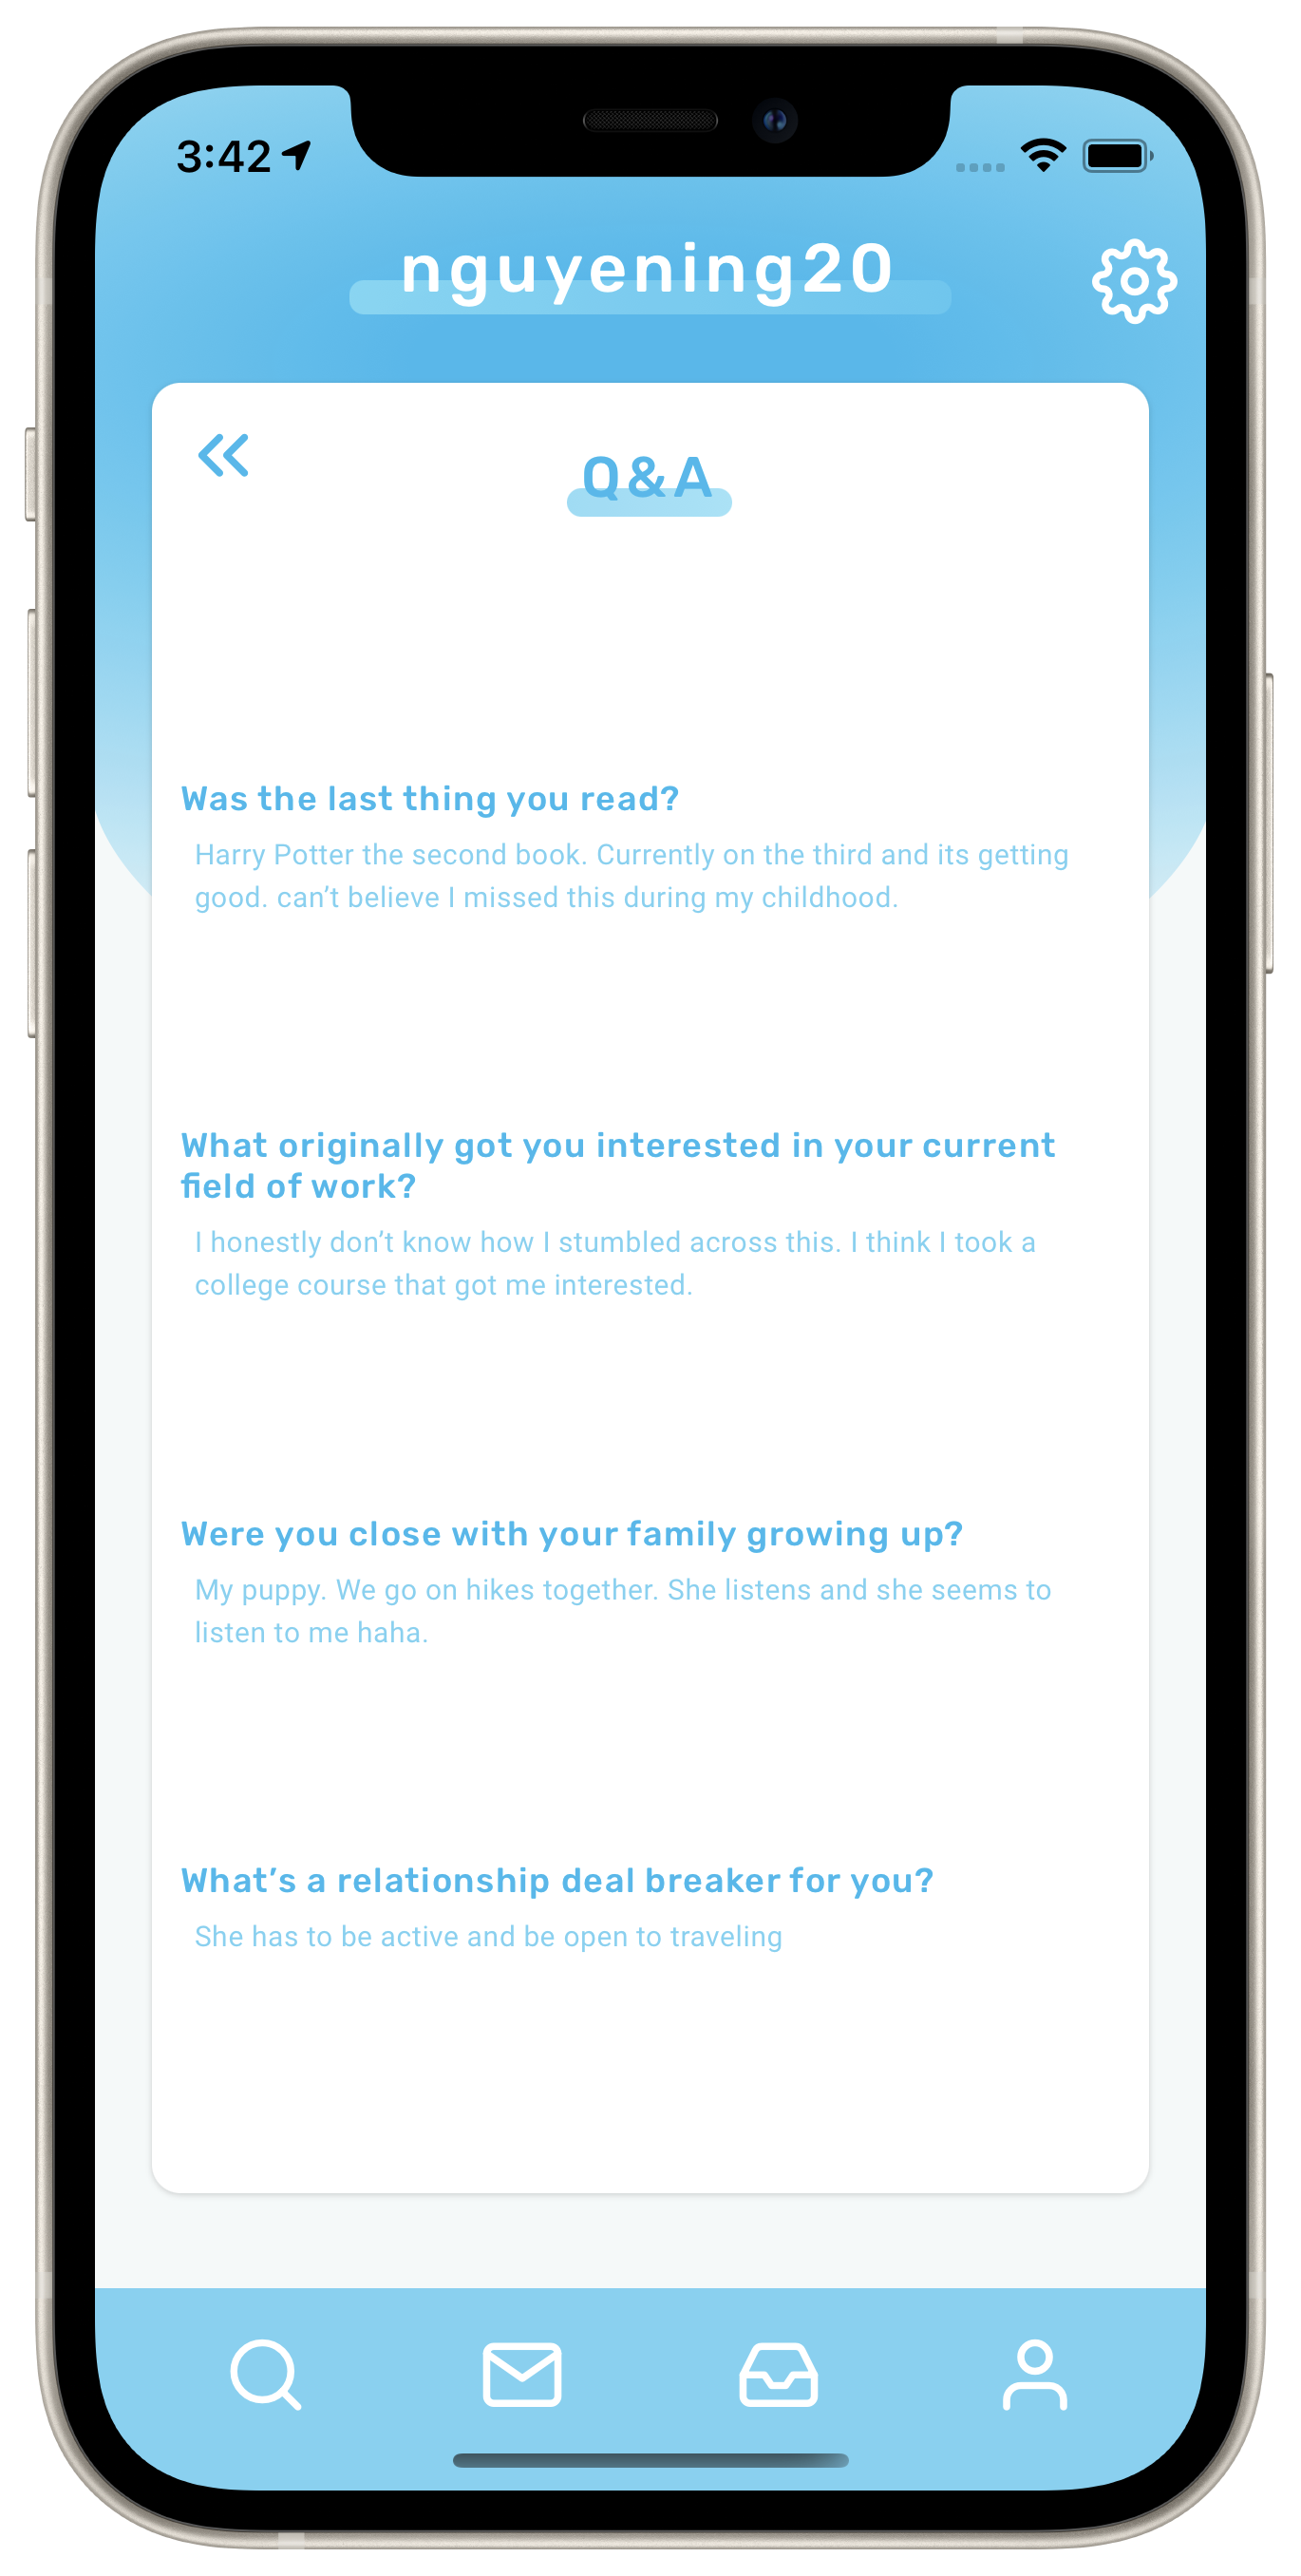 3:42
nguyening20
Q&A
Was the last thing you read?
Harry Potter the second book. Currently on the third and its getting
good. can’t believe I missed this during my childhood.
What originally got you interested in your current
field of work?
I honestly don’t know how I stumbled across this. I think I took a
college course that got me interested.
Were you close with your family growing up?
My puppy. We go on hikes together. She listens and she seems to
listen to me haha.
What’s a relationship deal breaker for you?
She has to be active and be open to traveling